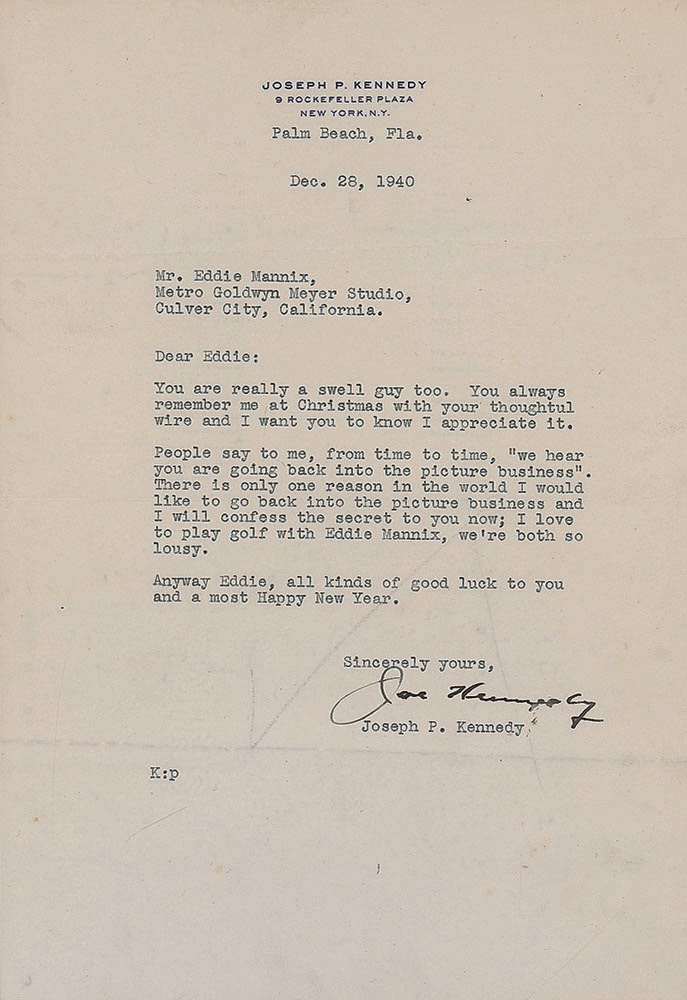 JOSEPH P. KENNEDY
9 ROCKEFELLER PLAZA
NEW YORK, N.Y.
Palm Beach, Fla.
Dec. 28, 1940
Mr. Eddie Mannix,
Metro Goldwyn Meyer Studio,
Culver City, California.
Dear Eddie:
You are really a swell guy too. You always
remember me at Christmas with your thoughtul
wire and I want you to know I appreciate it.
People say to me, from time to time, "we hear
you are going back into the picture business".
There is only one reason in the world I would
like to go back into the picture business and
I will confess the secret to you now; I love
to play golf with Eddie Mannix, we're both so
lousy.
Anyway Eddie, all kinds of good luck to you
and a most Happy New Year.
Sincerely yours,
Joe Kennedy
Joseph P. Kennedy
K:p